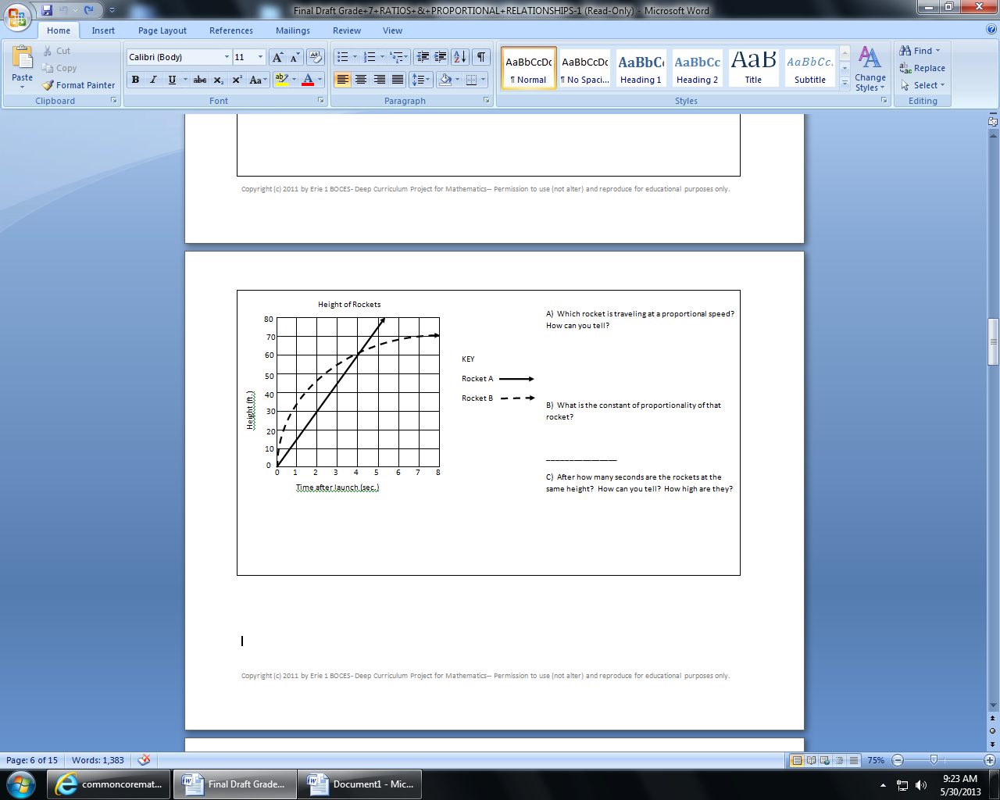 Final Draft Grade+7+RATIOS+&+PROPORTIONAL+RELATIONSHIPS-1 (Read-Only) - Microsoft Word
Home Insert Page Layout References Mailings Review View
Paste
Cut
Copy
Format Painter
Clipboard
Calibri (Body) 11
B I U abc x₂ x² Aa
Font
Paragraph
AaBbCcDc AaBbCcDc AaBbC AaBbCc AaB AaBbCc
¶ Normal ¶ No Spaci... Heading 1 Heading 2 Title Subtitle
Change Styles
Styles
Find
Replace
Select
Editing
Copyright (c) 2011 by Erie 1 BOCES- Deep Curriculum Project for Mathematics-- Permission to use (not alter) and reproduce for educational purposes only.
Height of Rockets
80
70
60
50
40
30
20
10
0
Height (ft.)
0 1 2 3 4 5 6 7 8
Time after launch (sec.)
KEY
Rocket A
Rocket B
A) Which rocket is traveling at a proportional speed?
How can you tell?
B) What is the constant of proportionality of that
rocket?
_________________
C) After how many seconds are the rockets at the
same height? How can you tell? How high are they?
Copyright (c) 2011 by Erie 1 BOCES- Deep Curriculum Project for Mathematics-- Permission to use (not alter) and reproduce for educational purposes only.
Page: 6 of 15 Words: 1,383 75%
commoncoremat... Final Draft Grade... Document1 - Mic...
9:23 AM
5/30/2013